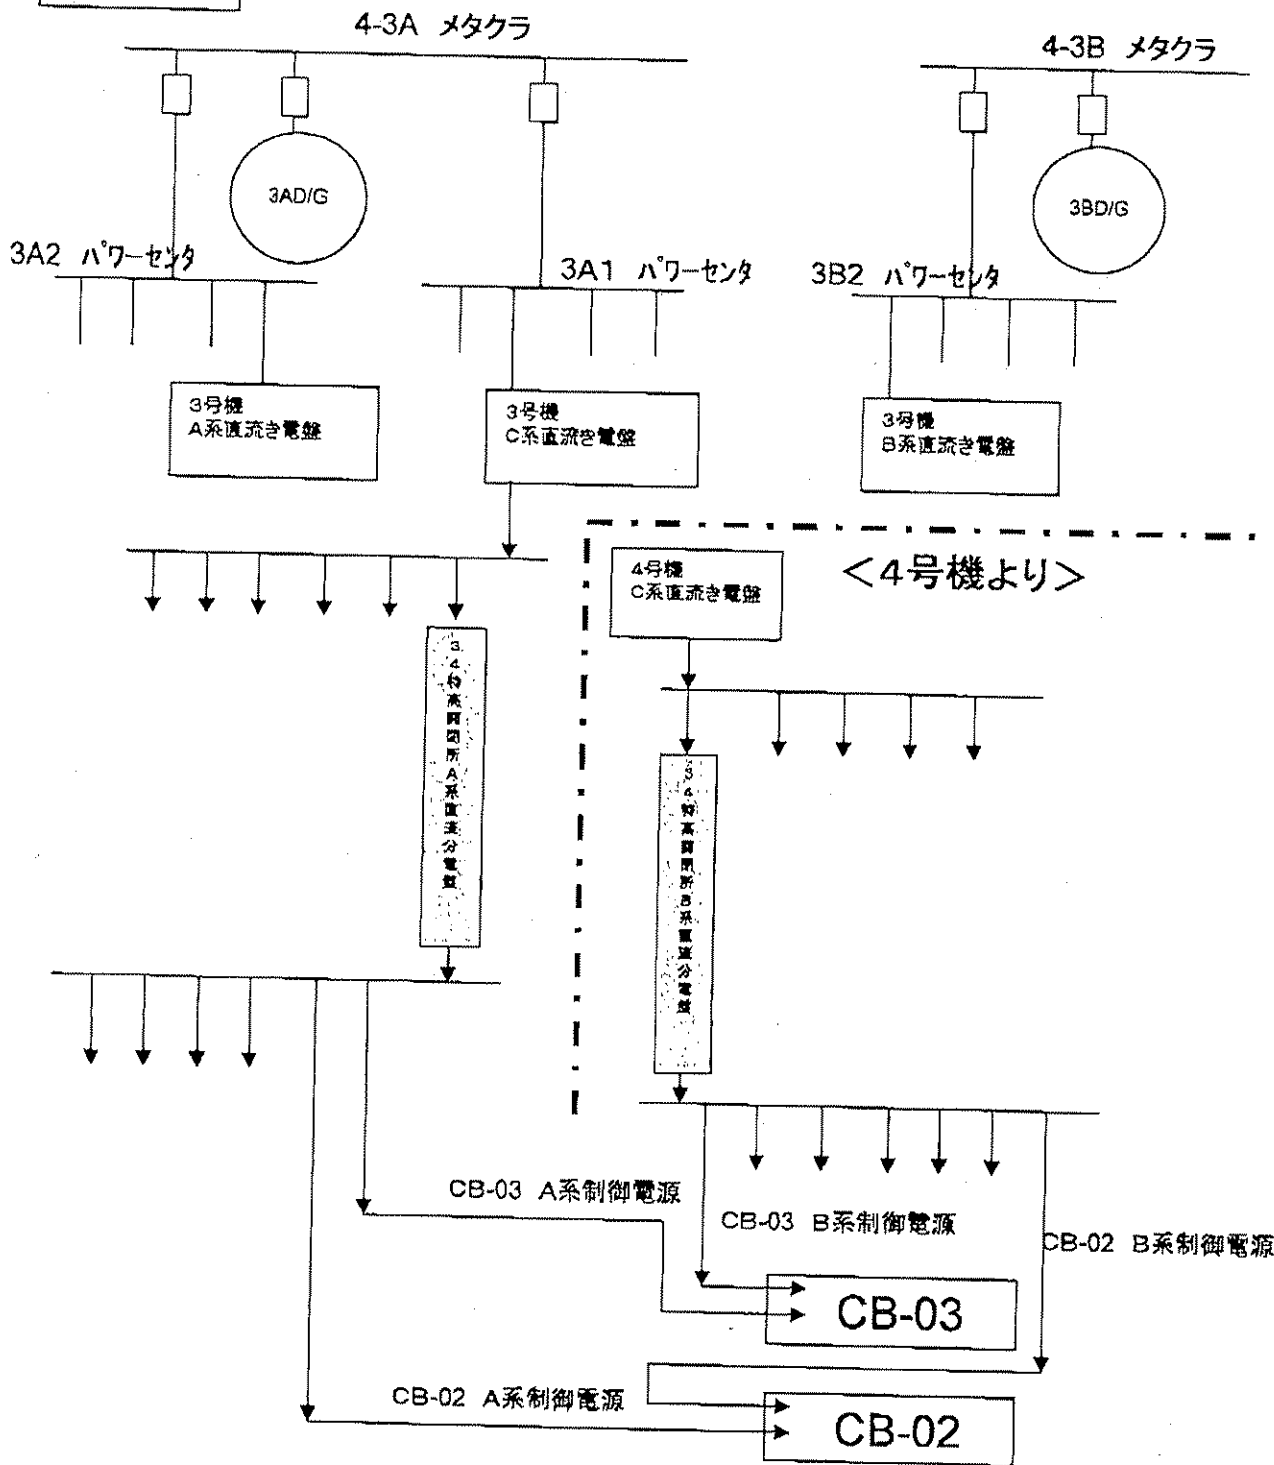 4-3A メタクラ
4-3B メタクラ
3AD/G
3BD/G
3A2 パワーセンタ
3A1 パワーセンタ
3B2 パワーセンタ
3号機
A系直流き電盤
3号機
C系直流き電盤
3号機
B系直流き電盤
4号機
C系直流き電盤
＜4号機より＞
34特高開閉所A系直流分電盤
34特高開閉所B系直流分電盤
CB-03 A系制御電源
CB-03 B系制御電源
CB-02 B系制御電源
CB-03
CB-02 A系制御電源
CB-02